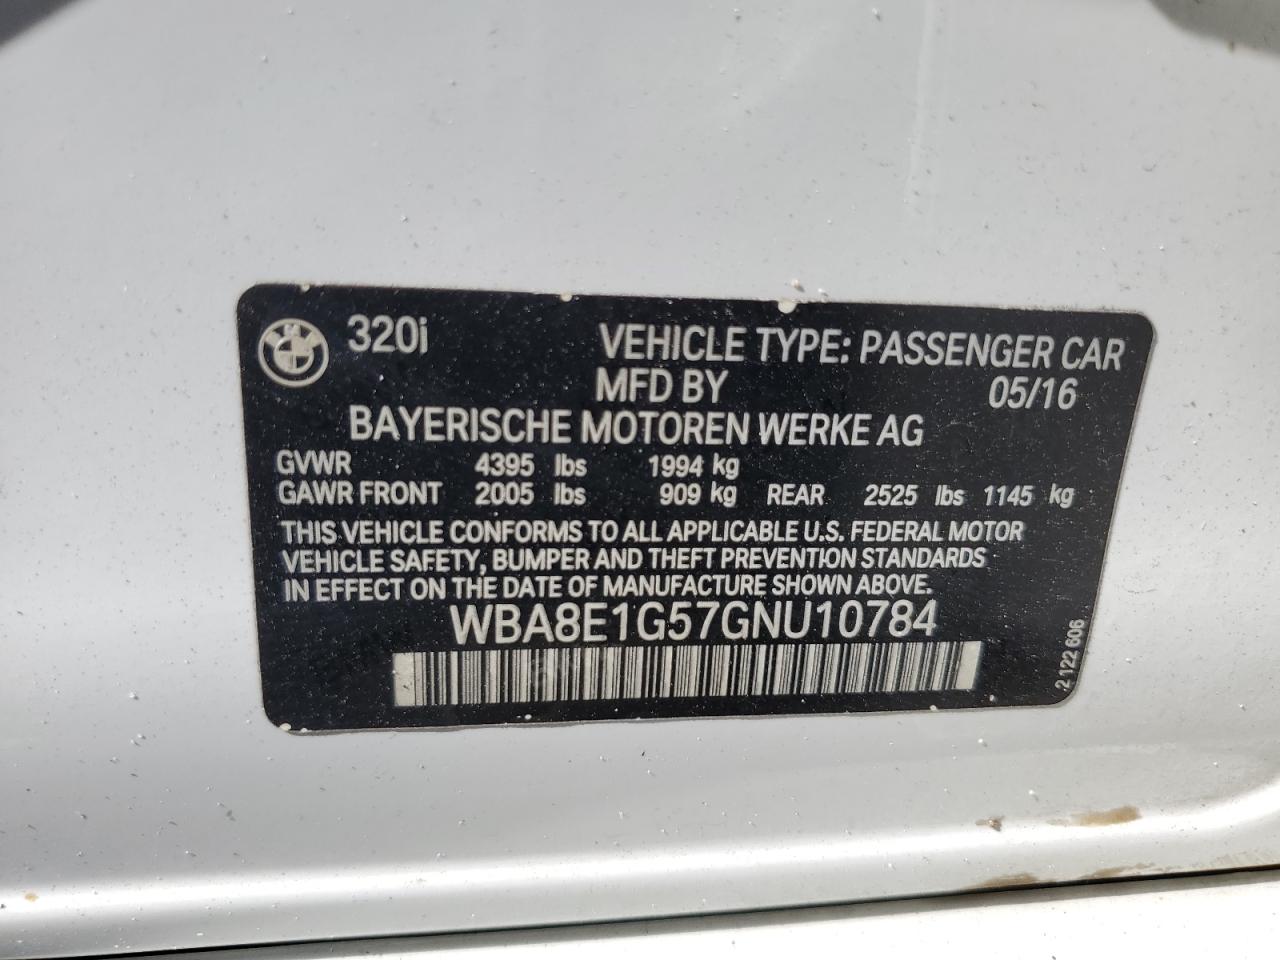 320i VEHICLE TYPE: PASSENGER CAR
MFD BY 05/16
BAYERISCHE MOTOREN WERKE AG
GVWR 4395 lbs 1994 kg
GAWR FRONT 2005 lbs 909 kg REAR 2525 lbs 1145 kg
THIS VEHICLE CONFORMS TO ALL APPLICABLE U.S. FEDERAL MOTOR
VEHICLE SAFETY, BUMPER AND THEFT PREVENTION STANDARDS
IN EFFECT ON THE DATE OF MANUFACTURE SHOWN ABOVE.
WBA8E1G57GNU10784
2 122 606